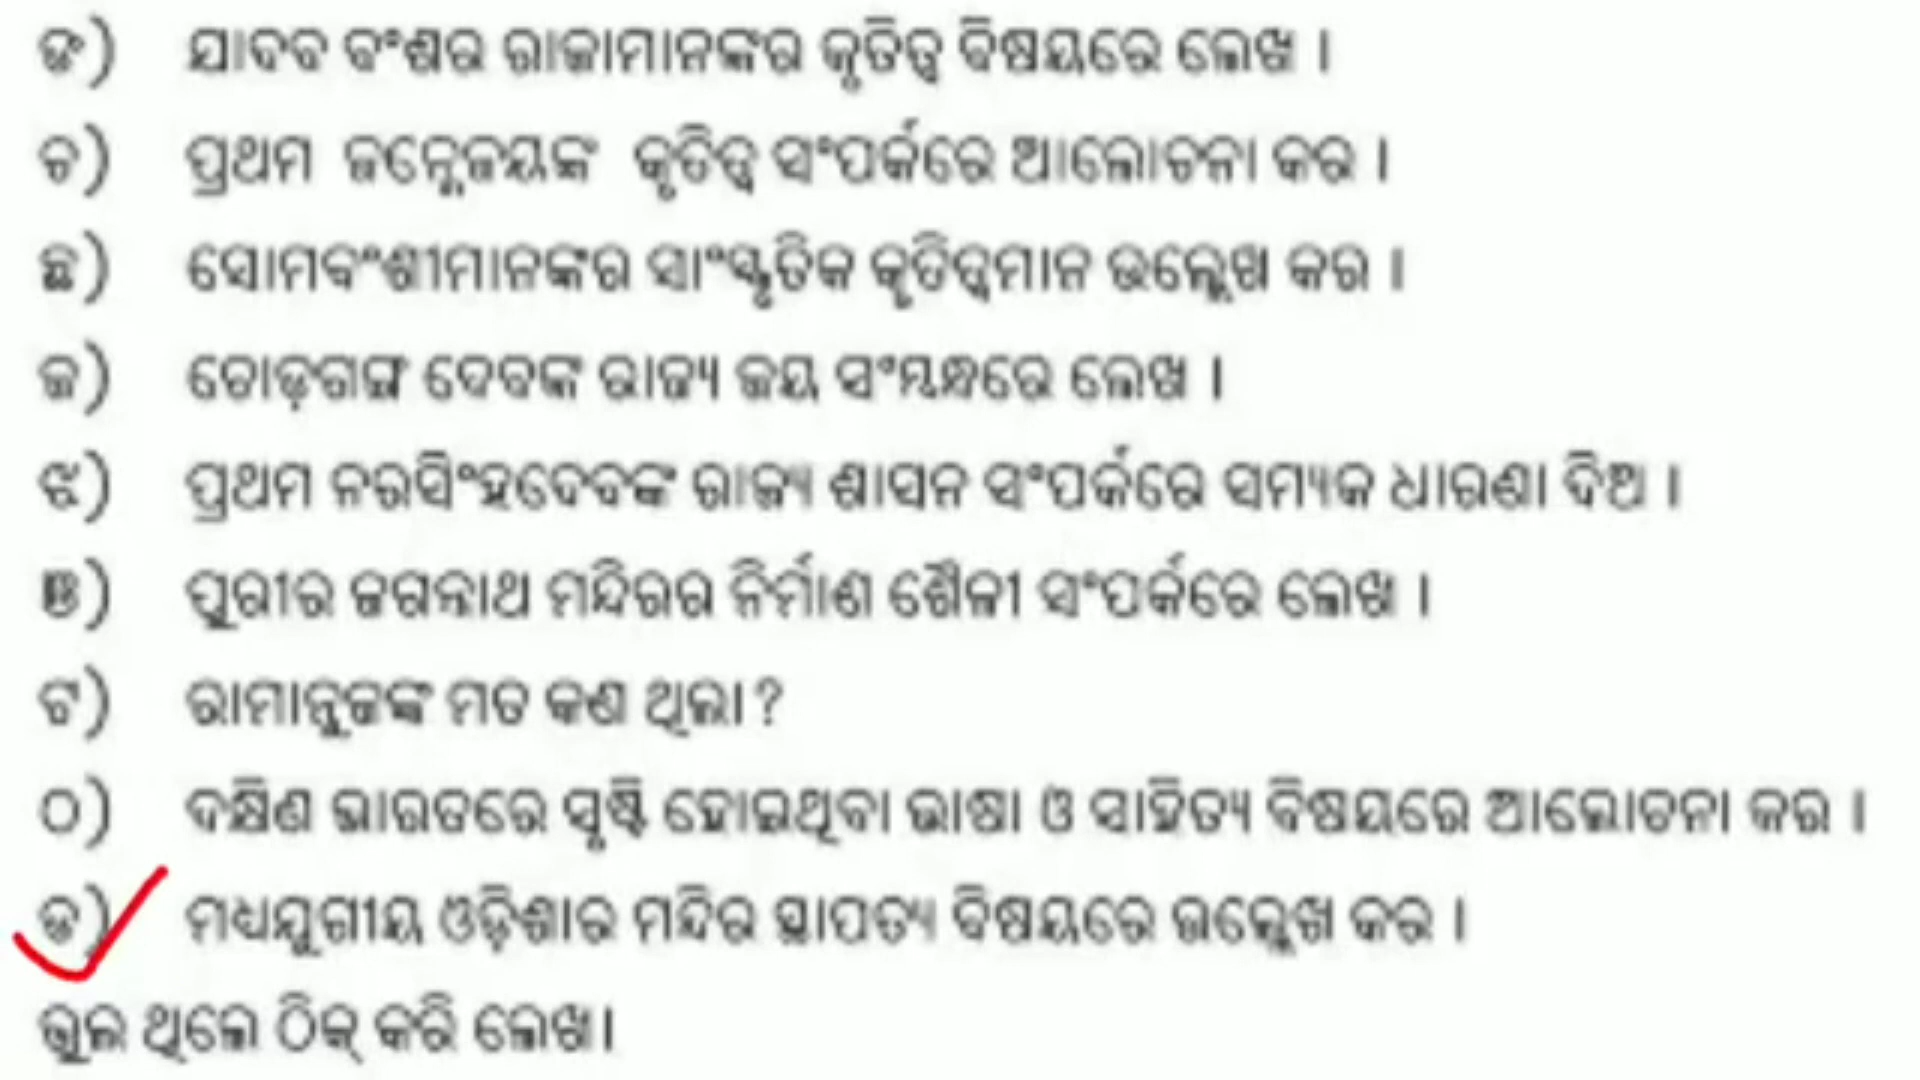 ଙ) ଯାଦବ ବଂଶର ରାଜାମାନଙ୍କର କୃତିତ୍ୱ ବିଷୟରେ ଲେଖ ।
ଚ) ପ୍ରଥମ ଜନ୍ମେଜୟଙ୍କ କୃତିତ୍ୱ ସଂପର୍କରେ ଆଲୋଚନା କର ।
ଛ) ସୋମବଂଶୀମାନଙ୍କର ସାଂସ୍କୃତିକ କୃତିତ୍ୱମାନ ଉଲ୍ଲେଖ କର ।
ଜ) ଚୋଡ଼ଗଙ୍ଗ ଦେବଙ୍କ ରାଜ୍ୟ ଜୟ ସଂମ୍ବନ୍ଧରେ ଲେଖ ।
ଝ) ପ୍ରଥମ ନରସିଂହଦେବଙ୍କ ରାଜ୍ୟ ଶାସନ ସଂପର୍କରେ ସମ୍ୟକ ଧାରଣା ଦିଅ ।
ଞ) ପୁରୀର ଜଗନ୍ନାଥ ମନ୍ଦିରର ନିର୍ମାଣ ଶୈଳୀ ସଂପର୍କରେ ଲେଖ ।
ଟ) ରାମାନୁଜଙ୍କ ମତ କଣ ଥିଲା ?
ଠ) ଦକ୍ଷିଣ ଭାରତରେ ସୃଷ୍ଟି ହୋଇଥିବା ଭାଷା ଓ ସାହିତ୍ୟ ବିଷୟରେ ଆଲୋଚନା କର ।
ଡ) ମଧ୍ୟଯୁଗୀୟ ଓଡ଼ିଶାର ମନ୍ଦିର ସ୍ଥାପତ୍ୟ ବିଷୟରେ ଉଲ୍ଲେଖ କର ।
ଭୁଲ ଥିଲେ ଠିକ୍ କରି ଲେଖ।